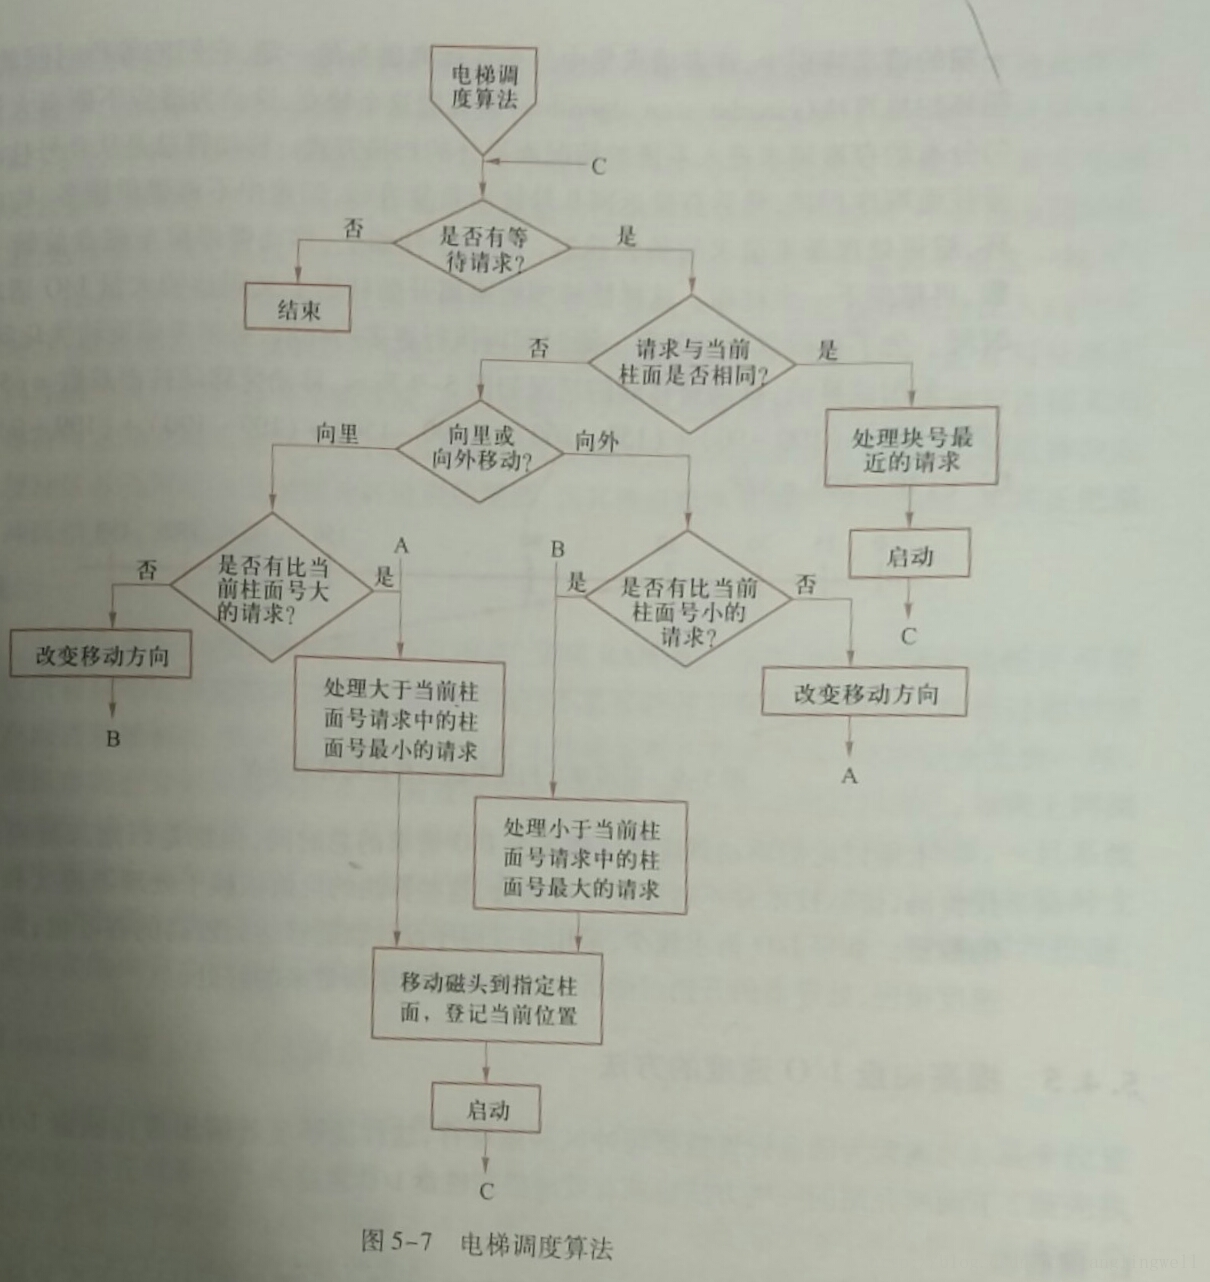 电梯调
度算法
C
否
是否有等
待请求?
是
结束
否
请求与当前
柱面是否相同?
是
向里
向里或
向外移动?
向外
处理块号最
近的请求
启动
C
否
是否有比当
前柱面号大
的请求?
是
A
B
是
是否有比当前
柱面号小的
请求?
否
改变移动方向
B
处理大于当前柱
面号请求中的柱
面号最小的请求
改变移动方向
A
处理小于当前柱
面号请求中的柱
面号最大的请求
移动磁头到指定柱
面，登记当前位置
启动
C
图5-7 电梯调度算法